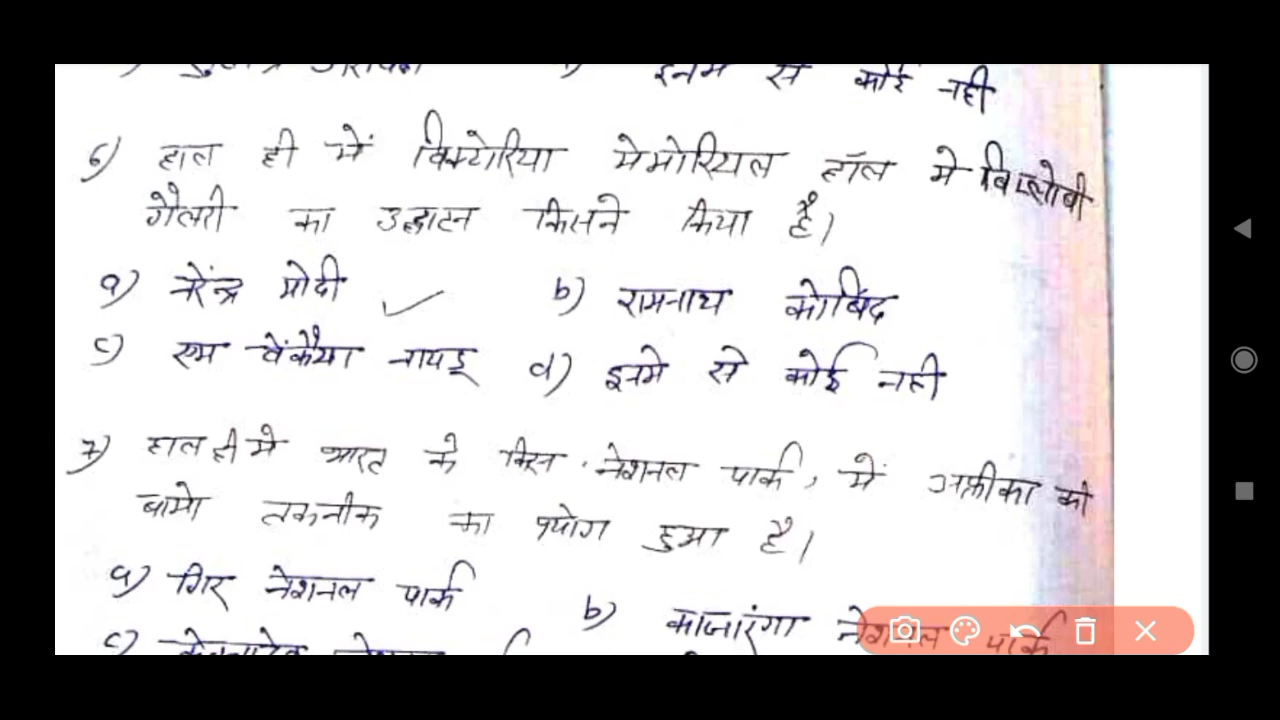 इनमे से कोई नही
6) हाल ही में विक्टोरिया मेमोरियल हॉल मे बिप्लोबी
गैलरी का उद्घाटन किसने किया है।
a) नरेंन्द्र मोदी b) रामनाथ कोबिंद
c) एम वेंकैया नायडू d) इनमे से कोई नही
7) हाल ही मे भारत के किस नेशनल पार्क में अफ्रीका की
बामो तकनीक का प्योग हुआ है।
a) गिर नेशनल पार्क b) काजारंगा नेशनल पार्क
c)